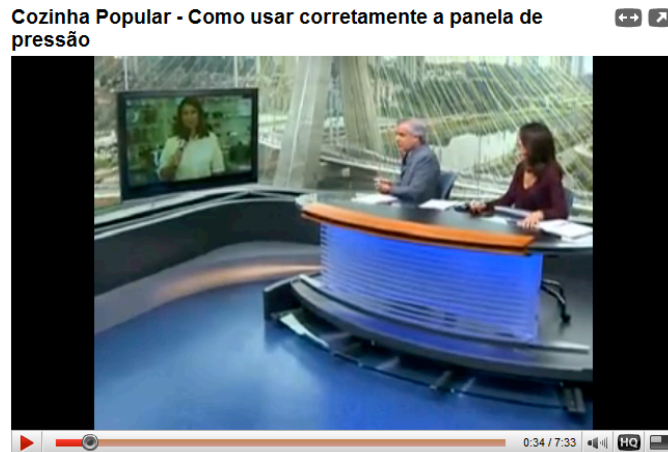 Cozinha Popular - Como usar corretamente a panela de
pressão
0:34 / 7:33
HQ